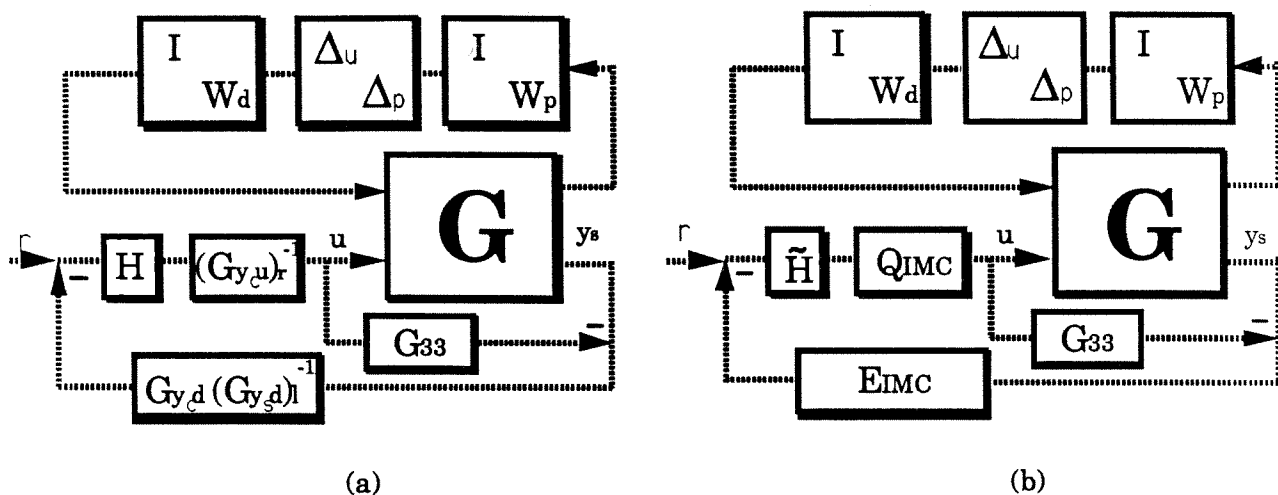 I Wd
Δu Δp
I Wp
G
r
−
H
(Gycu)r⁻¹
u
ys
G33
−
Gycd (Gysd)l⁻¹
(a)
I Wd
Δu Δp
I Wp
G
r
−
H̃
QIMC
u
ys
G33
−
EIMC
(b)